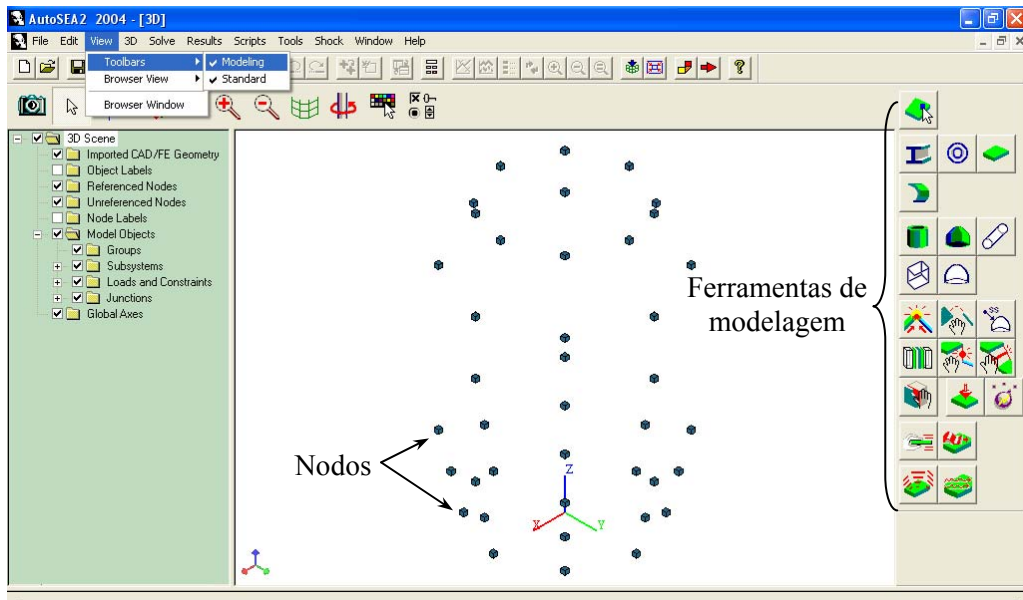 AutoSEA2 2004 - [3D]
File Edit View 3D Solve Results Scripts Tools Shock Window Help
Toolbars
Modeling
Browser View
Standard
Browser Window
3D Scene
Imported CAD/FE Geometry
Object Labels
Referenced Nodes
Unreferenced Nodes
Node Labels
Model Objects
Groups
Subsystems
Loads and Constraints
Junctions
Global Axes
Ferramentas de
modelagem
Nodos
Z
X
Y
SS